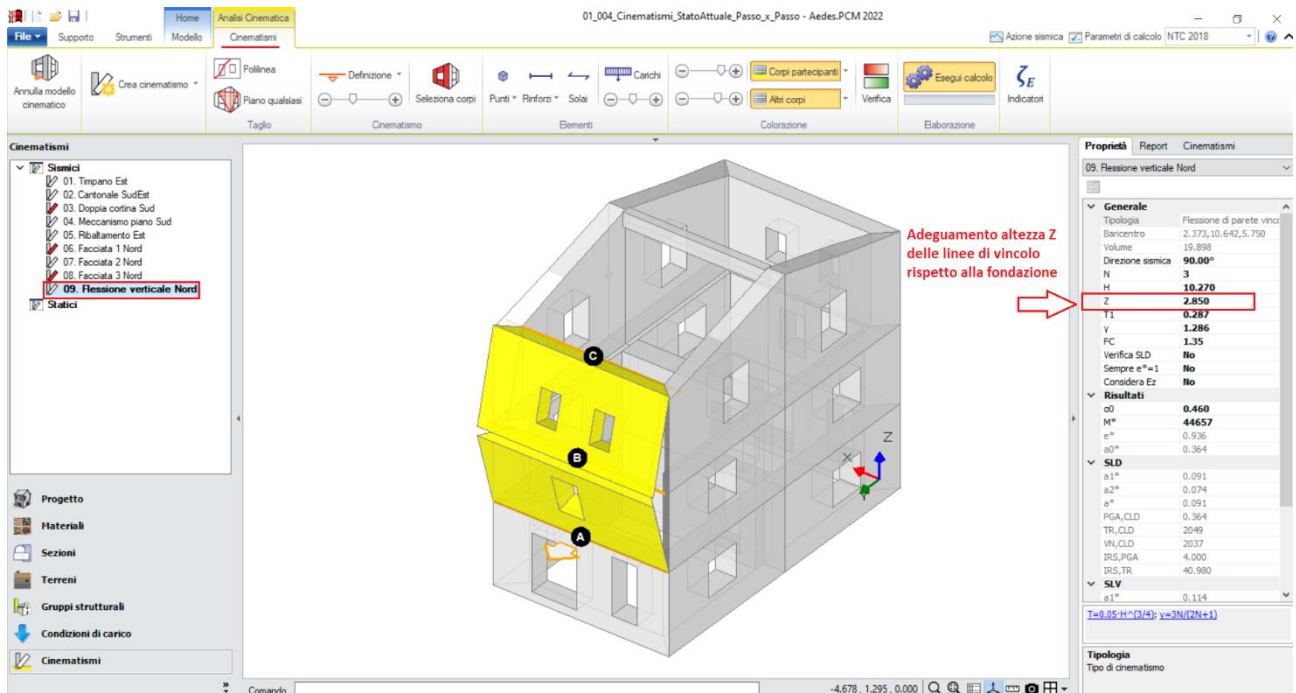 01_004_Cinematismi_StatoAttuale_Passo_x_Passo - Aedes.PCM 2022
Home
Analisi Cinematica
File
Supporto
Strumenti
Modello
Cinematismi
Azione sismica
Parametri di calcolo
NTC 2018
Annulla modello
cinematico
Crea cinematismo
Polilinea
Piano qualsiasi
Taglio
Definizione
Seleziona corpi
Cinematismo
Punti
Rinforzi
Solai
Carichi
Elementi
Corpi partecipanti
Altri corpi
Verifica
Colorazione
Esegui calcolo
Elaborazione
ζE
Indicatori
Cinematismi
Sismici
01. Timpano Est
02. Cantonale SudEst
03. Doppia cortina Sud
04. Meccanismo piano Sud
05. Ribaltamento Est
06. Facciata 1 Nord
07. Facciata 2 Nord
08. Facciata 3 Nord
09. Flessione verticale Nord
Statici
Progetto
Materiali
Sezioni
Terreni
Gruppi strutturali
Condizioni di carico
Cinematismi
C
B
A
Z
X
Y
Adeguamento altezza Z
delle linee di vincolo
rispetto alla fondazione
Proprietà Report Cinematismi
09. Flessione verticale Nord
Generale
Tipologia Flessione di parete vinco
Baricentro 2.373,10.642,5.750
Volume 19.898
Direzione sismica 90.00°
N 3
H 10.270
Z 2.850
T1 0.287
γ 1.286
FC 1.35
Verifica SLD No
Sempre e*=1 No
Considera Ez No
Risultati
α0 0.460
M* 44657
e* 0.936
a0* 0.364
SLD
a1* 0.091
a2* 0.074
a* 0.091
PGA,CLD 0.364
TR,CLD 2049
VN,CLD 2037
IRS,PGA 4.000
IRS,TR 40.980
SLV
a1* 0.114
T=0.05·H^(3/4); γ=3N/(2N+1)
Tipologia
Tipo di cinematismo
Comando
-4.678 , 1.295 , 0.000